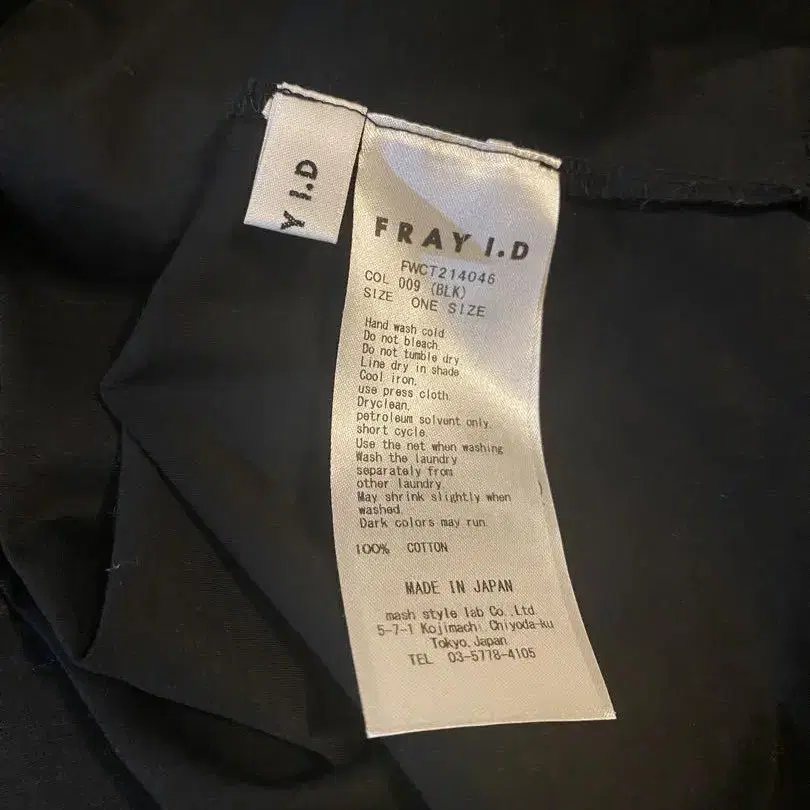 Y I.D
FRAY I.D
FWCT214046
COL 009 (BLK)
SIZE ONE SIZE
Hand wash cold
Do not bleach
Do not tumble dry
Line dry in shade
Cool iron.
use press cloth
Dryclean.
petroleum solvent only.
short cycle
Use the net when washing
Wash the laundry
separately from
other laundry.
May shrink slightly when
washed.
Dark colors may run.
100% COTTON
MADE IN JAPAN
mash style lab Co.,Ltd
5-7-1 Kojimachi Chiyoda-ku
Tokyo,Japan
TEL 03-5778-4105